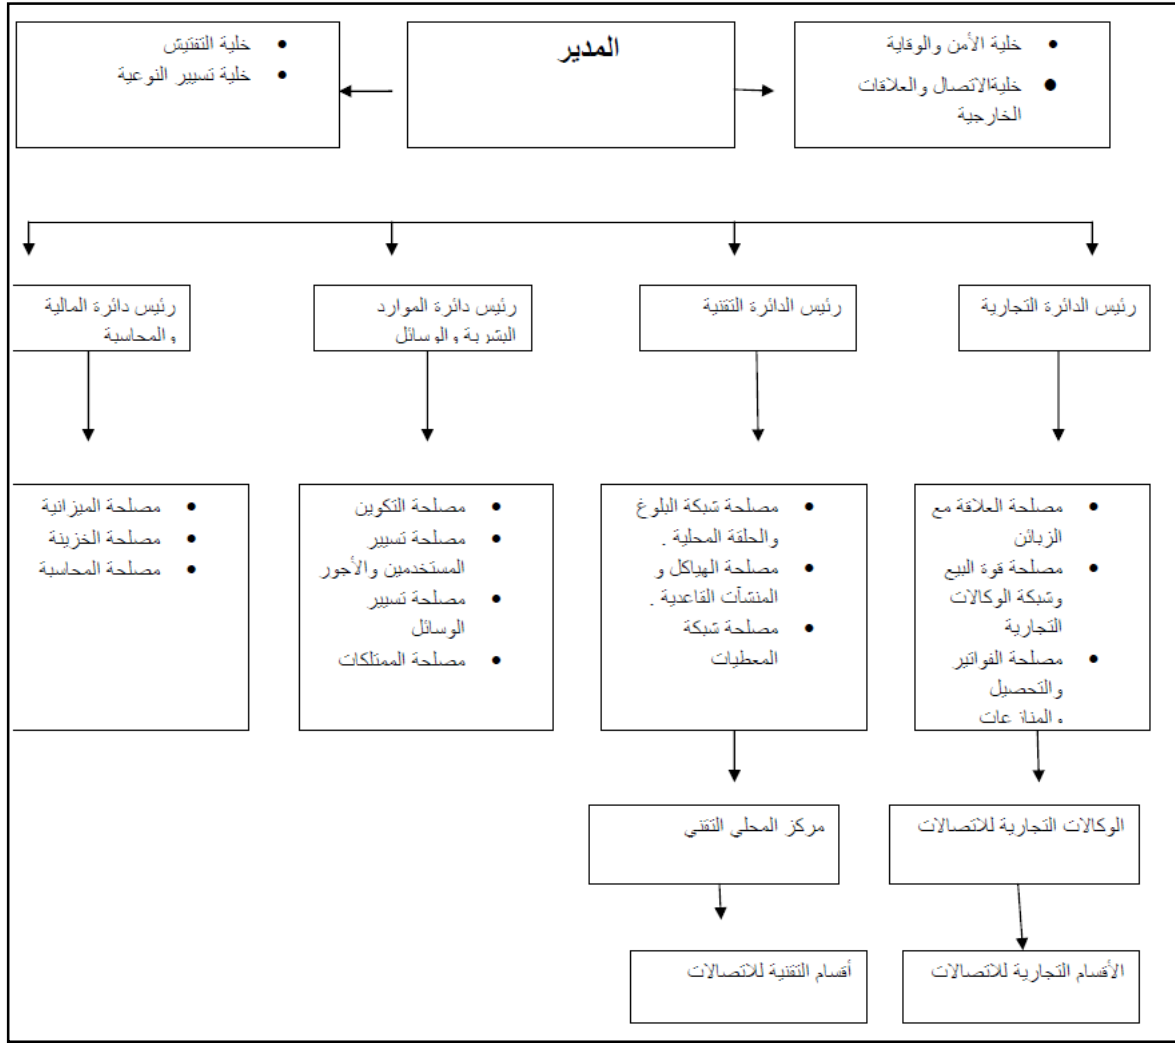 المدير
• خلية الأمن والوقاية
• خليةالاتصال والعلاقات
الخارجية
• خلية التفتيش
• خلية تسيير النوعية
رئيس الدائرة التجارية
رئيس الدائرة التقنية
رئيس دائرة الموارد
البشرية والوسائل
رئيس دائرة المالية
والمحاسبة
• مصلحة العلاقة مع
الزبائن
• مصلحة قوة البيع
وشبكة الوكالات
التجارية
• مصلحة الفواتير
والتحصيل
والمنازعات
• مصلحة شبكة البلوغ
والحلقة المحلية .
• مصلحة الهياكل و
المنشآت القاعدية .
• مصلحة شبكة
المعطيات
• مصلحة التكوين
• مصلحة تسيير
المستخدمين والأجور
• مصلحة تسيير
الوسائل
• مصلحة الممتلكات
• مصلحة الميزانية
• مصلحة الخزينة
• مصلحة المحاسبة
الوكالات التجارية للاتصالات
مركز المحلي التقني
الأقسام التجارية للاتصالات
أقسام التقنية للاتصالات